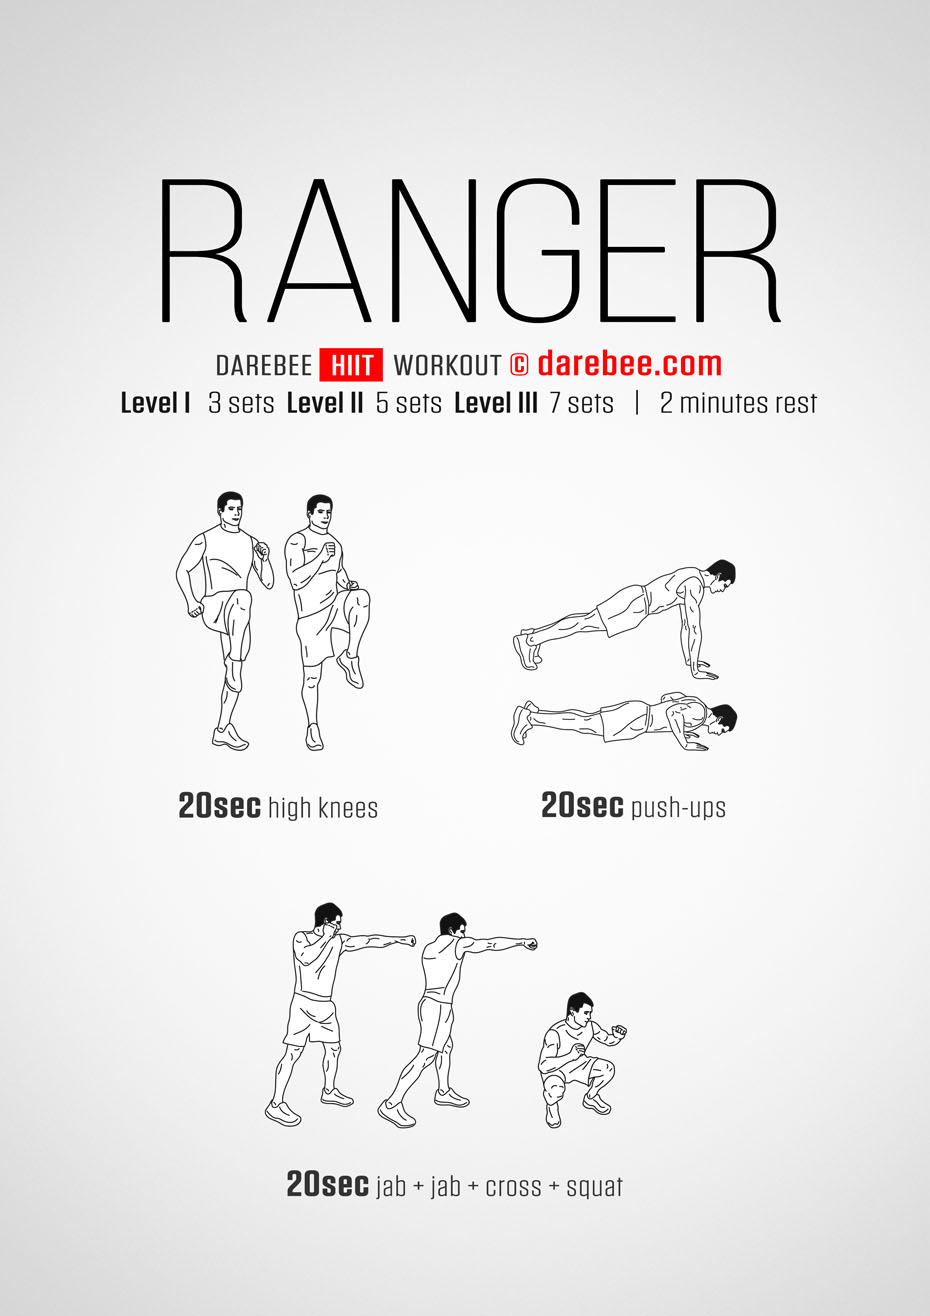 RANGER
DAREBEE HIIT WORKOUT © darebee.com
Level I 3 sets Level II 5 sets Level III 7 sets | 2 minutes rest
20sec high knees
20sec push-ups
20sec jab + jab + cross + squat